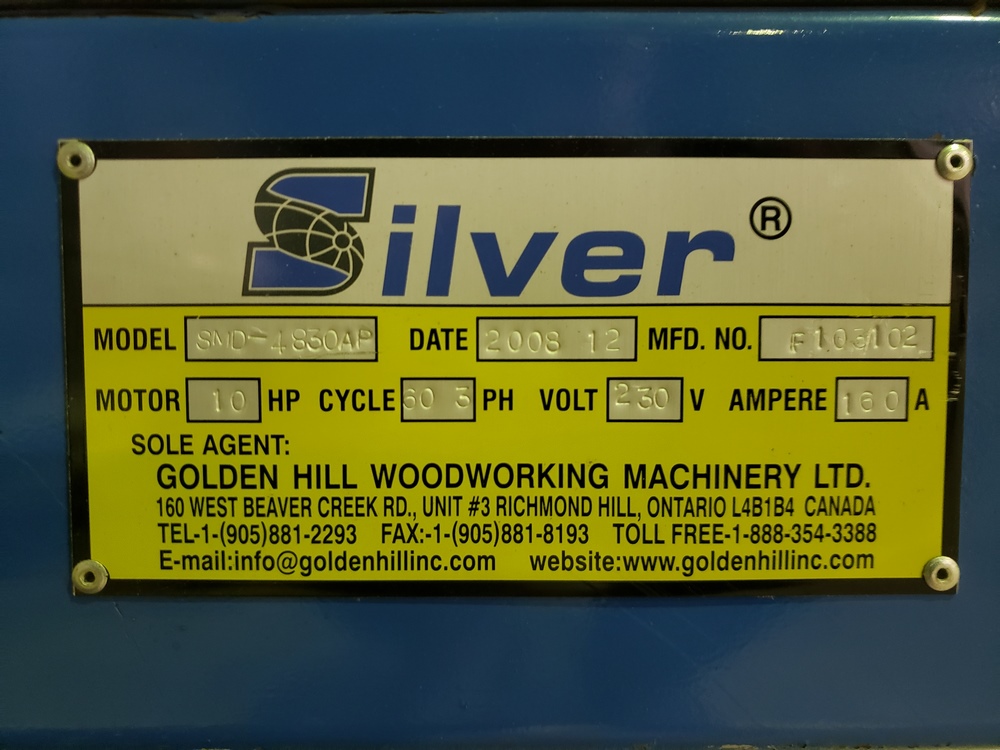 Silver®
MODEL SMD-4830AP DATE 2008 12 MFD. NO. F103102
MOTOR 10 HP CYCLE 60 3 PH VOLT 230 V AMPERE 160 A
SOLE AGENT:
GOLDEN HILL WOODWORKING MACHINERY LTD.
160 WEST BEAVER CREEK RD., UNIT #3 RICHMOND HILL, ONTARIO L4B1B4 CANADA
TEL-1-(905)881-2293 FAX:-1-(905)881-8193 TOLL FREE-1-888-354-3388
E-mail:info@goldenhillinc.com website:www.goldenhillinc.com